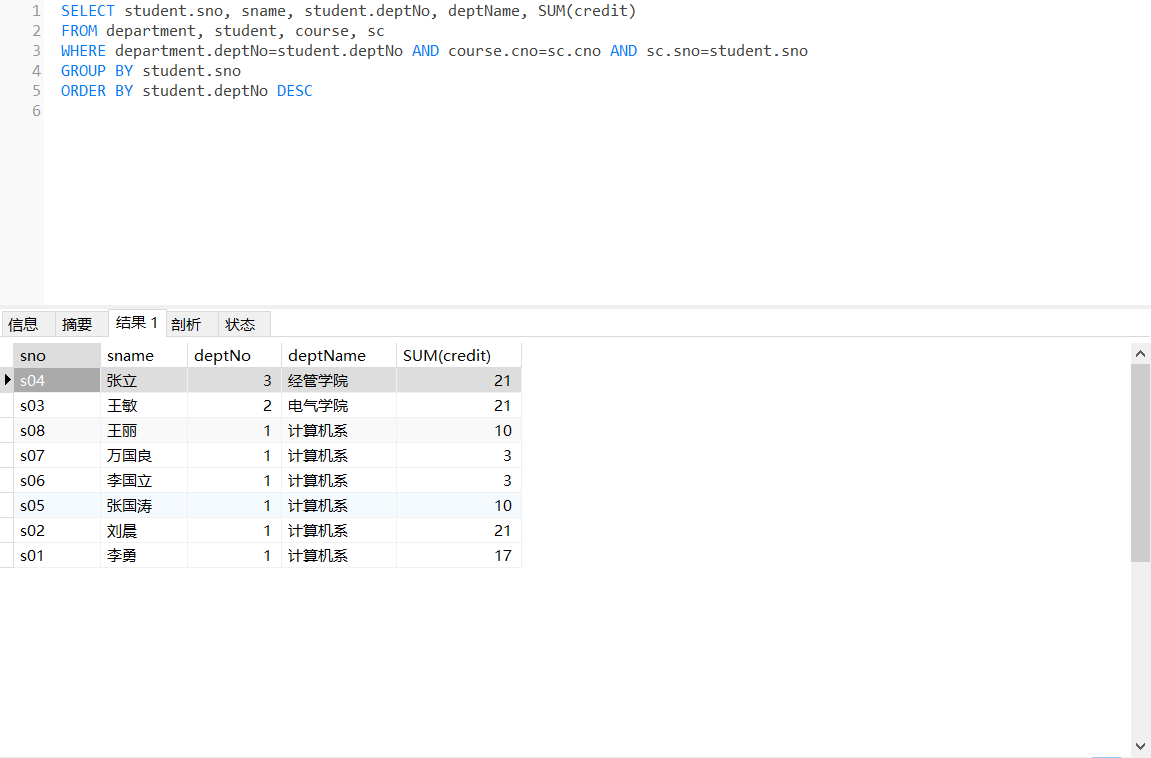 1 SELECT student.sno, sname, student.deptNo, deptName, SUM(credit)
2 FROM department, student, course, sc
3 WHERE department.deptNo=student.deptNo AND course.cno=sc.cno AND sc.sno=student.sno
4 GROUP BY student.sno
5 ORDER BY student.deptNo DESC
6
信息 摘要 结果 1 剖析 状态
sno sname deptNo deptName SUM(credit)
s04 张立 3 经管学院 21
s03 王敏 2 电气学院 21
s08 王丽 1 计算机系 10
s07 万国良 1 计算机系 3
s06 李国立 1 计算机系 3
s05 张国涛 1 计算机系 10
s02 刘晨 1 计算机系 21
s01 李勇 1 计算机系 17